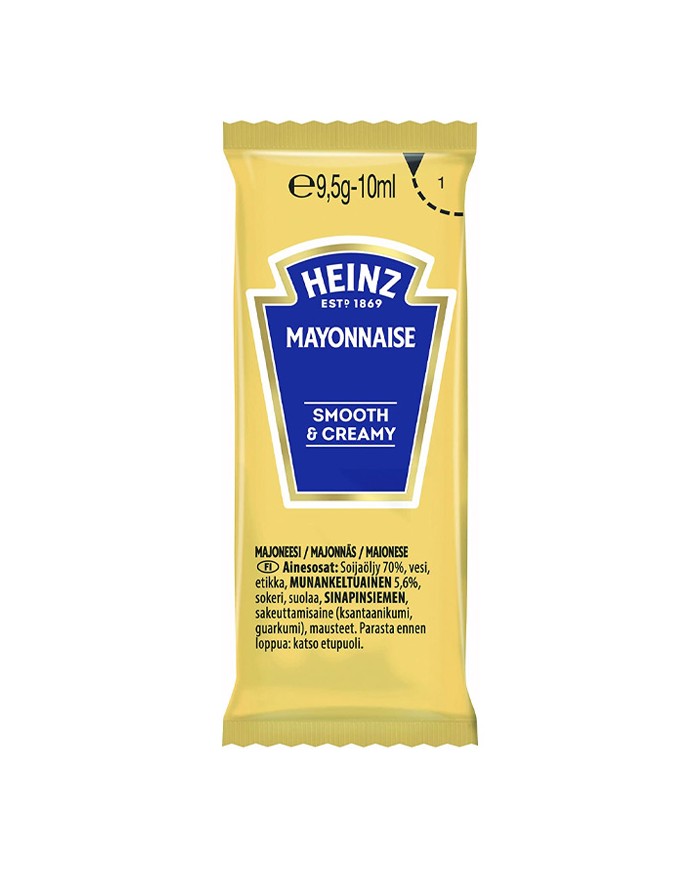 ℮9,5g-10ml
1
HEINZ
ESTD 1869
MAYONNAISE
SMOOTH
& CREAMY
MAJONEESI / MAJONNÄS / MAIONESE
FI Ainesosat: Soijaöljy 70%, vesi,
etikka, MUNANKELTUAINEN 5,6%,
sokeri, suolaa, SINAPINSIEMEN,
sakeuttamisaine (ksantaanikumi,
guarkumi), mausteet. Parasta ennen
loppua: katso etupuoli.